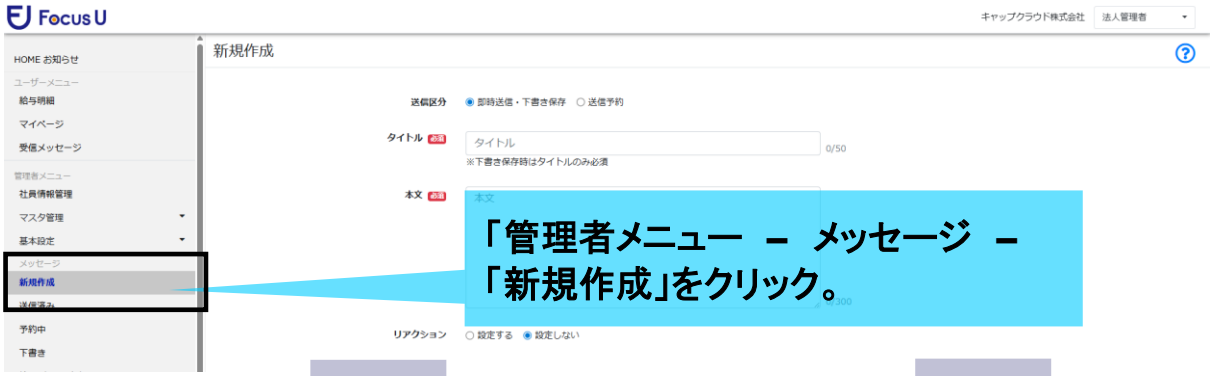 Focus U
キャップクラウド株式会社 法人管理者
HOME お知らせ
ユーザーメニュー
給与明細
マイページ
受信メッセージ
管理者メニュー
社員情報管理
マスタ管理
基本設定
メッセージ
新規作成
送信済み
予約中
下書き
新規作成
送信区分 即時送信・下書き保存 送信予約
タイトル 必須 タイトル 0/50
※下書き保存時はタイトルのみ必須
本文 必須 本文
「管理者メニュー － メッセージ －
「新規作成」をクリック。
0/300
リアクション 設定する 設定しない